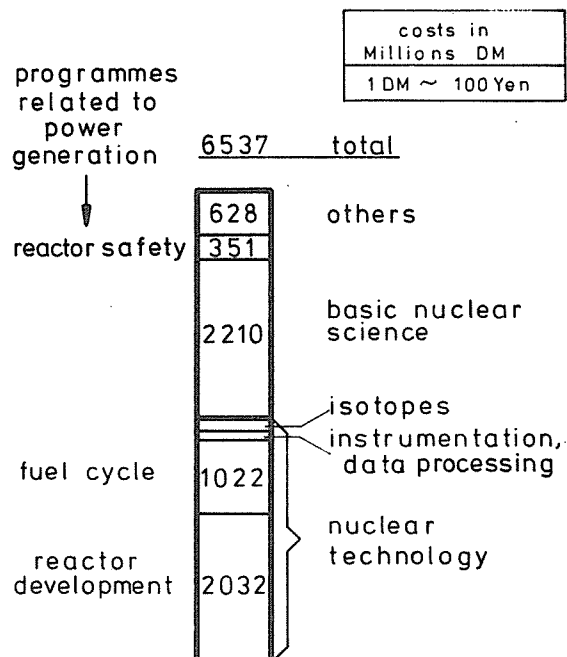 costs in
Millions DM
1 DM ~ 100 Yen
programmes
related to
power
generation
6537 total
628 others
reactor safety 351
2210
basic nuclear
science
isotopes
instrumentation,
data processing
fuel cycle 1022
nuclear
technology
reactor
development 2032